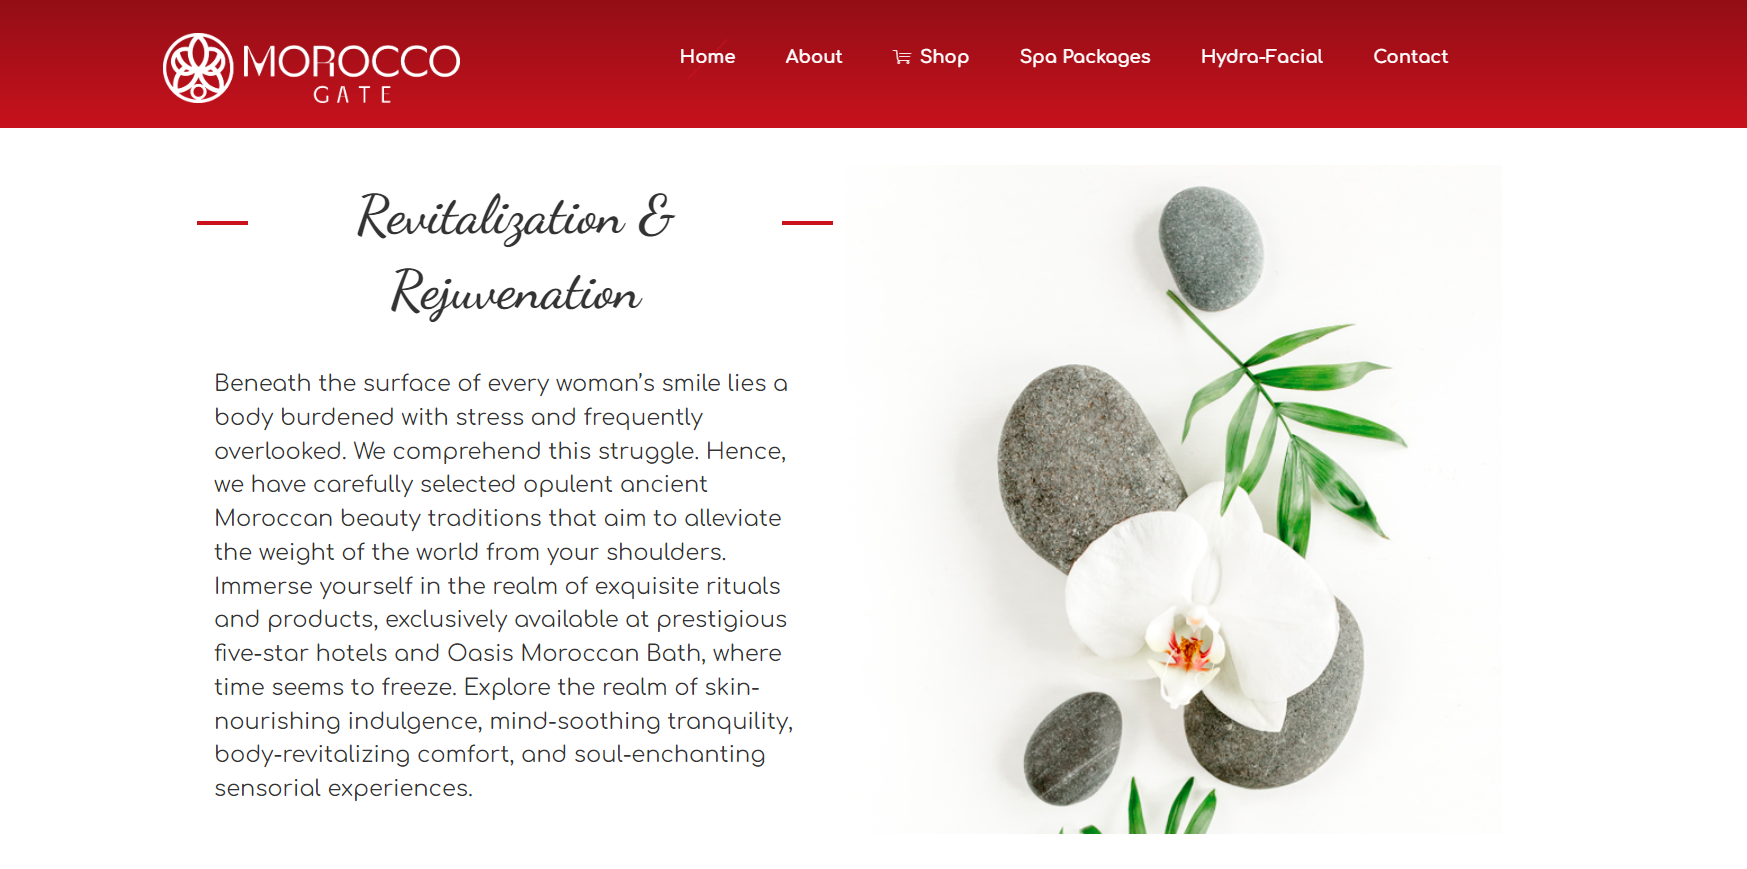 MOROCCO
GATE
Home
About
Shop
Spa Packages
Hydra-Facial
Contact
Revitalization &
Rejuvenation
Beneath the surface of every woman’s smile lies a
body burdened with stress and frequently
overlooked. We comprehend this struggle. Hence,
we have carefully selected opulent ancient
Moroccan beauty traditions that aim to alleviate
the weight of the world from your shoulders.
Immerse yourself in the realm of exquisite rituals
and products, exclusively available at prestigious
five-star hotels and Oasis Moroccan Bath, where
time seems to freeze. Explore the realm of skin-
nourishing indulgence, mind-soothing tranquility,
body-revitalizing comfort, and soul-enchanting
sensorial experiences.